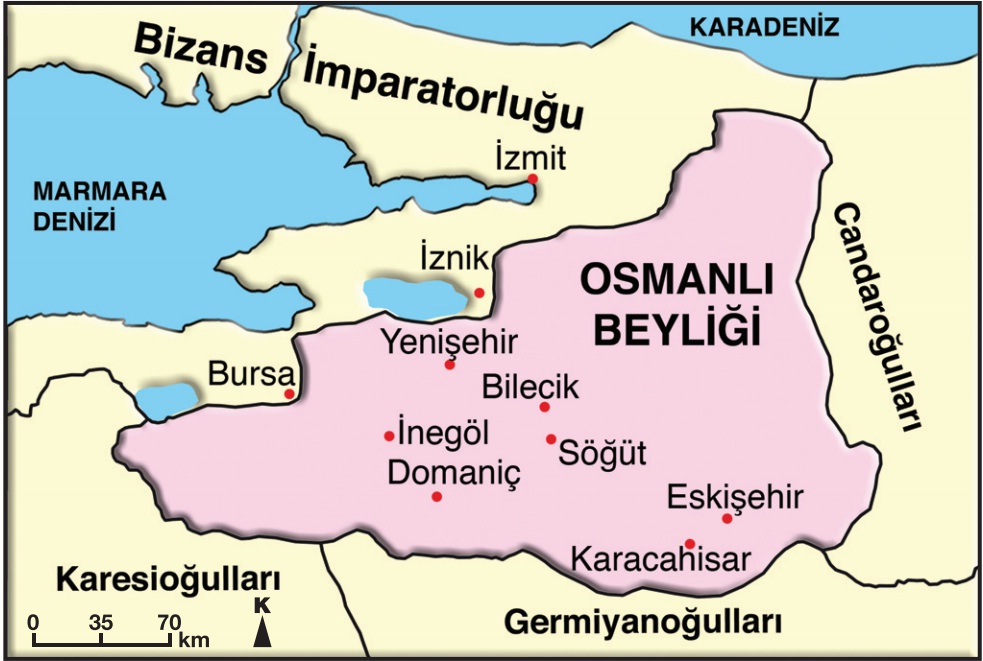 KARADENİZ
Bizans İmparatorluğu
İzmit
MARMARA
DENİZİ
Candaroğulları
İznik
OSMANLI
BEYLİĞİ
Yenişehir
Bursa
Bilecik
İnegöl
Söğüt
Domaniç
Eskişehir
Karacahisar
Karesioğulları
Germiyanoğulları
K
0 35 70
km